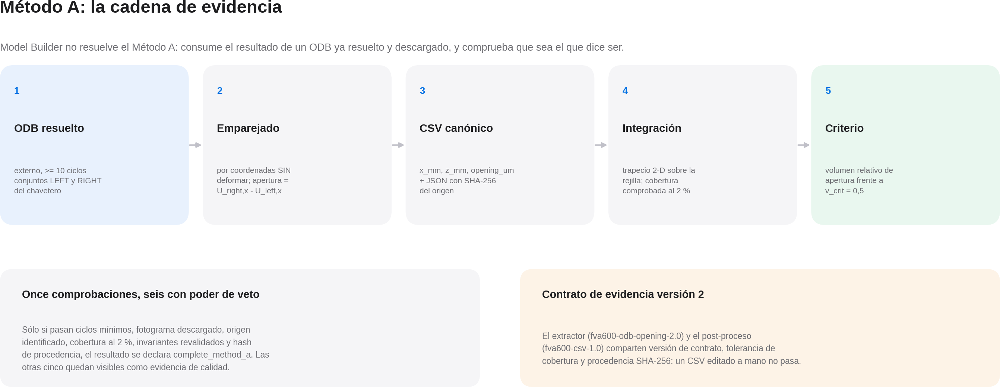 Método A: la cadena de evidencia
Model Builder no resuelve el Método A: consume el resultado de un ODB ya resuelto y descargado, y comprueba que sea el que dice ser.
1
ODB resuelto
externo, >= 10 ciclos
conjuntos LEFT y RIGHT
del chavetero
2
Emparejado
por coordenadas SIN
deformar; apertura =
U_right,x - U_left,x
3
CSV canónico
x_mm, z_mm, opening_um
+ JSON con SHA-256
del origen
4
Integración
trapecio 2-D sobre la
rejilla; cobertura
comprobada al 2 %
5
Criterio
volumen relativo de
apertura frente a
v_crit = 0,5
Once comprobaciones, seis con poder de veto
Sólo si pasan ciclos mínimos, fotograma descargado, origen
identificado, cobertura al 2 %, invariantes revalidados y hash
de procedencia, el resultado se declara complete_method_a. Las
otras cinco quedan visibles como evidencia de calidad.
Contrato de evidencia versión 2
El extractor (fva600-odb-opening-2.0) y el post-proceso
(fva600-csv-1.0) comparten versión de contrato, tolerancia de
cobertura y procedencia SHA-256: un CSV editado a mano no pasa.